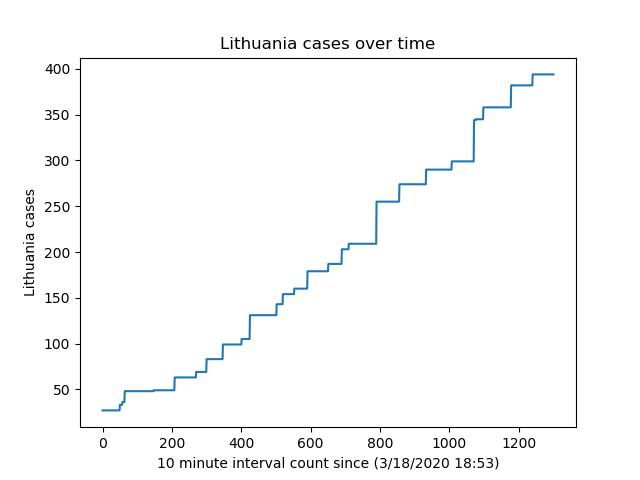 Lithuania cases over time
400
350
300
250
200
150
100
50
Lithuania cases
0 200 400 600 800 1000 1200
10 minute interval count since (3/18/2020 18:53)